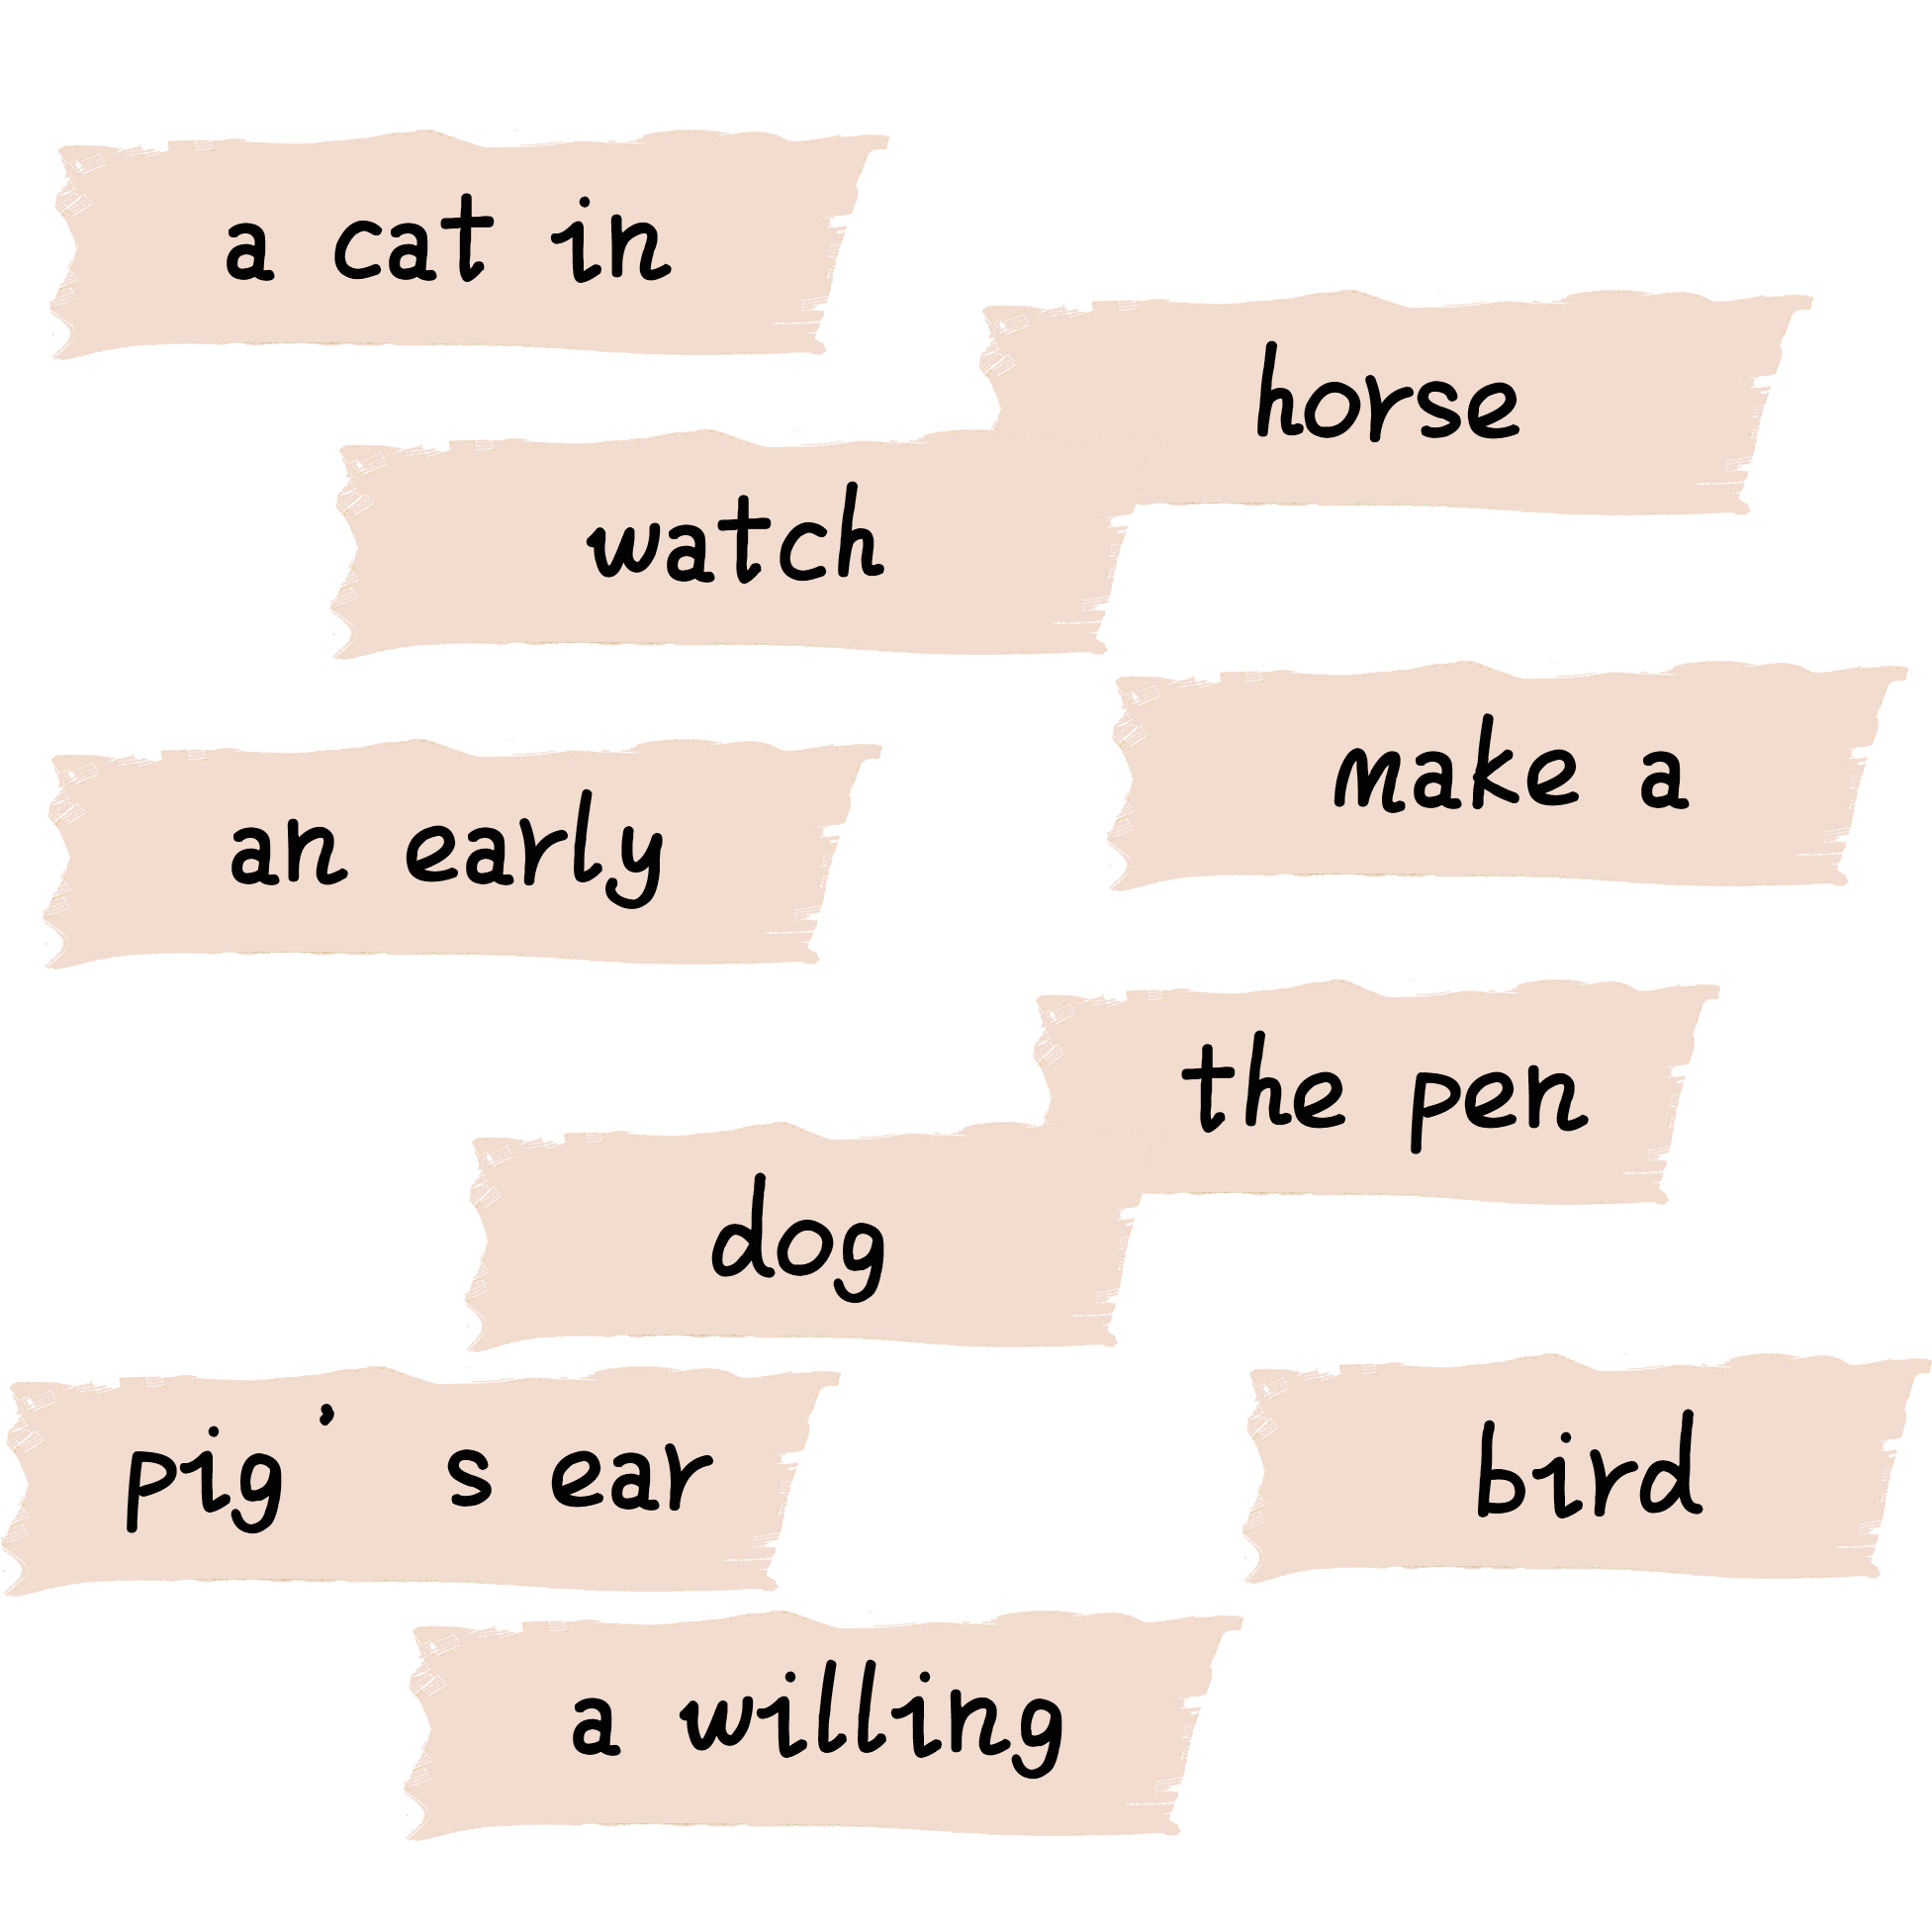 a cat in
horse
watch
make a
an early
the pen
dog
pig's ear
bird
a willing